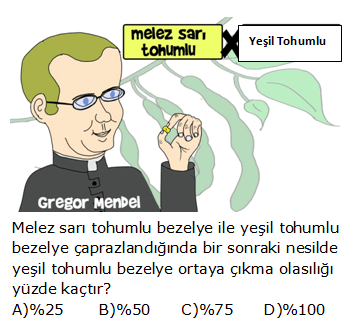 melez sarı
tohumlu
X
Yeşil Tohumlu
Gregor Mendel
Melez sarı tohumlu bezelye ile yeşil tohumlu
bezelye çaprazlandığında bir sonraki nesilde
yeşil tohumlu bezelye ortaya çıkma olasılığı
yüzde kaçtır?
A)%25 B)%50 C)%75 D)%100